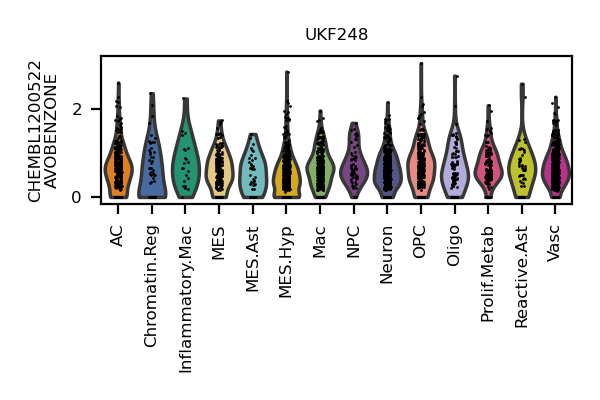 UKF248
CHEMBL1200522
AVOBENZONE
2
0
AC
Chromatin.Reg
Inflammatory.Mac
MES
MES.Ast
MES.Hyp
Mac
NPC
Neuron
OPC
Oligo
Prolif.Metab
Reactive.Ast
Vasc